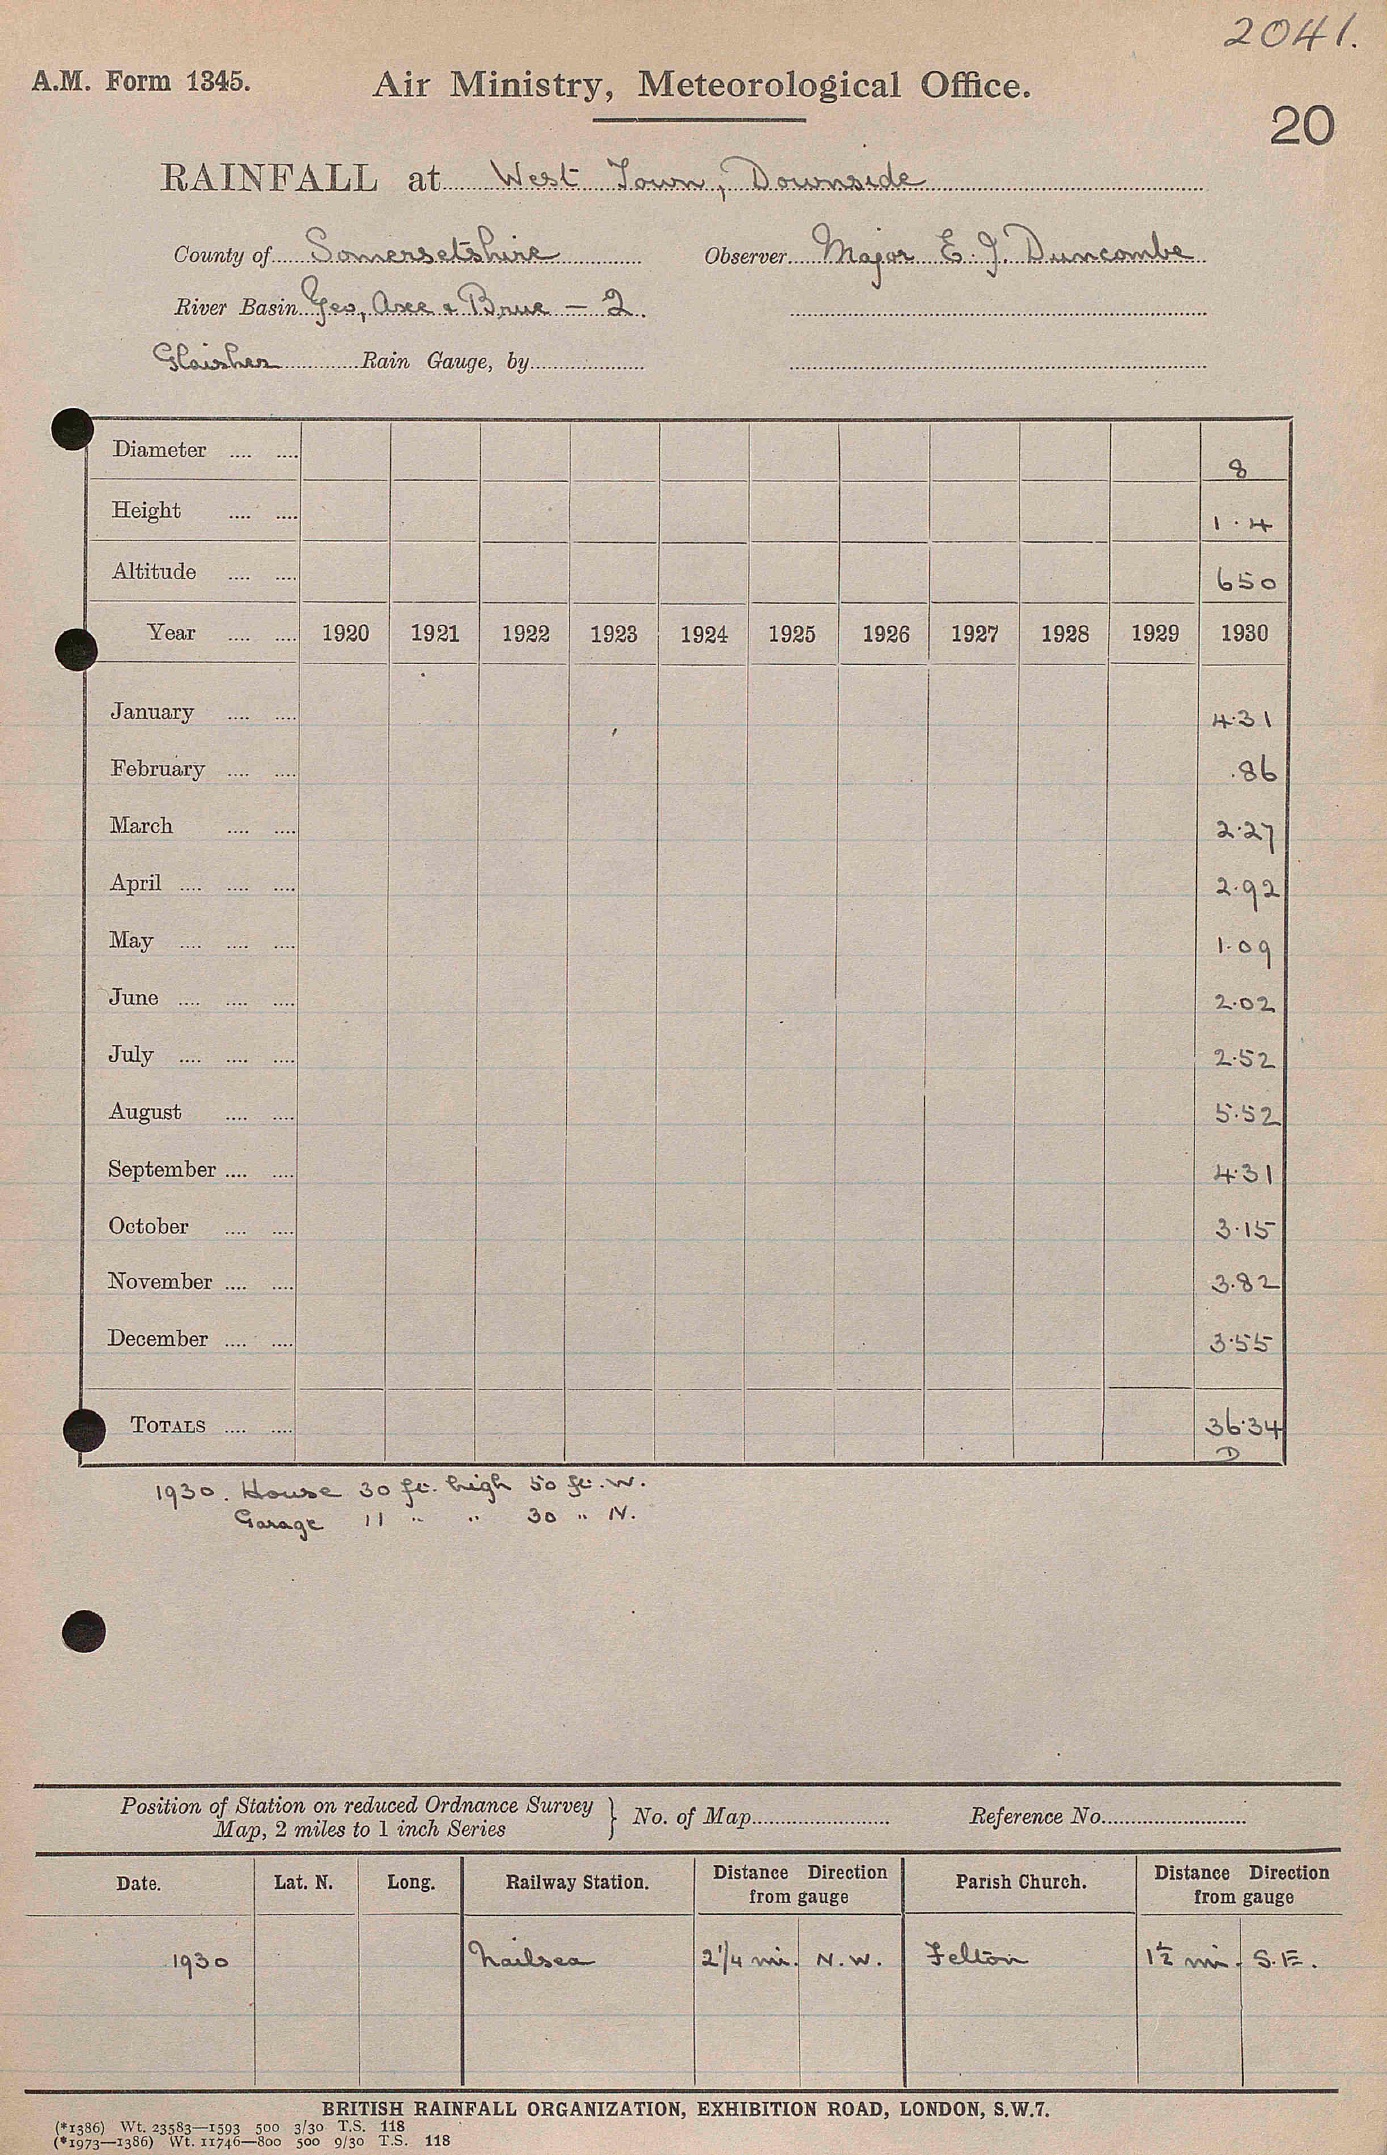 2041.
A.M. Form 1345. Air Ministry, Meteorological Office.
20
RAINFALL at West Town, Downside
County of Somersetshire Observer Major E. J. Duncombe
River Basin Yeo, Axe & Brue — 2.
Glaisher Rain Gauge, by
Diameter .... .... 8
Height .... .... 1.4
Altitude .... .... 650
Year .... .... 1920 1921 1922 1923 1924 1925 1926 1927 1928 1929 1930
January .... .... 4.31
February .... .... .86
March .... .... 2.27
April .... .... .... 2.92
May .... .... .... 1.09
June .... .... .... 2.02
July .... .... .... 2.52
August .... .... 5.52
September .... .... 4.31
October .... .... 3.15
November .... .... 3.82
December .... .... 3.55
TOTALS .... .... 36.34
D
1930. House 30 ft. high 50 ft. W.
Garage 11 " " 30 " N.
Position of Station on reduced Ordnance Survey
Map, 2 miles to 1 inch Series } No. of Map Reference No.
Date. Lat. N. Long. Railway Station. Distance Direction from gauge Parish Church. Distance Direction from gauge
1930 Nailsea 2 1/4 mi. N.W. Felton 1 1/2 mi. S.E.
BRITISH RAINFALL ORGANIZATION, EXHIBITION ROAD, LONDON, S.W.7.
(*1386) Wt. 23583—1593 500 3/30 T.S. 118
(*1973—1386) Wt. 11746—800 500 9/30 T.S. 118